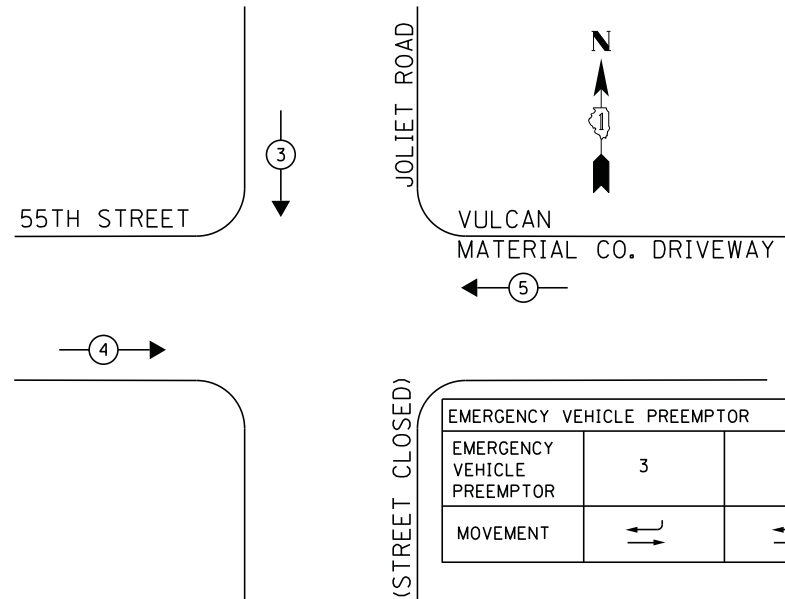 N
1
JOLIET ROAD
3
55TH STREET
VULCAN
MATERIAL CO. DRIVEWAY
5
4
(STREET CLOSED)
EMERGENCY VEHICLE PREEMPTOR
EMERGENCY
VEHICLE
PREEMPTOR
3
MOVEMENT